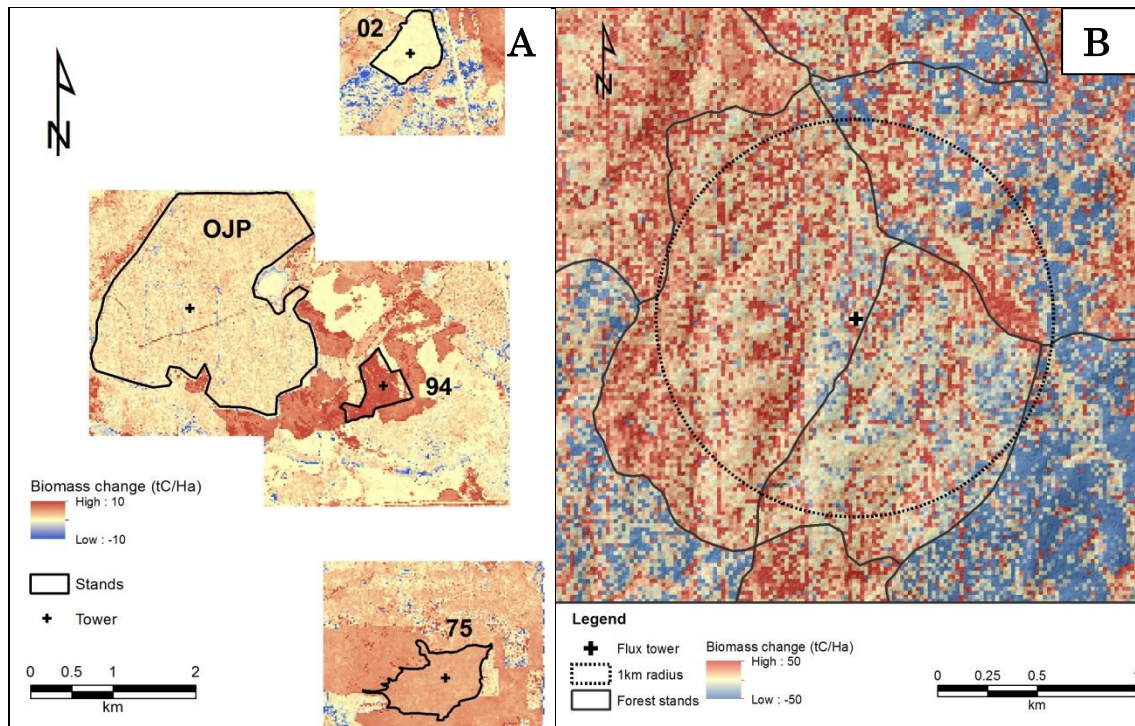 A
02
N
OJP
94
Biomass change (tC/Ha)
High : 10
Low : -10
Stands
Tower
75
0 0.5 1 2
km
B
N
Legend
Flux tower
1km radius
Forest stands
Biomass change (tC/Ha)
High : 50
Low : -50
0 0.25 0.5
km